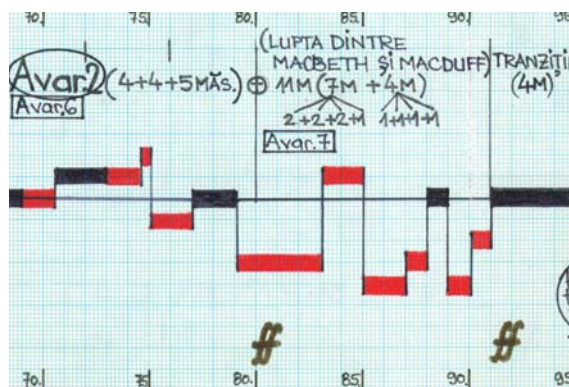 70. 75. 80. 85. 90. 95
(LUPTA DINTRE
MACBETH ȘI MACDUFF)
TRANZIȚI
(4M)
Avar.2 (4+4+5 MĂS.) ⊕ 11M (7M + 4M)
Avar.6
2+2+2+1 1+1+1+1
Avar.7
ff ff
70. 75. 80. 85. 90. 95